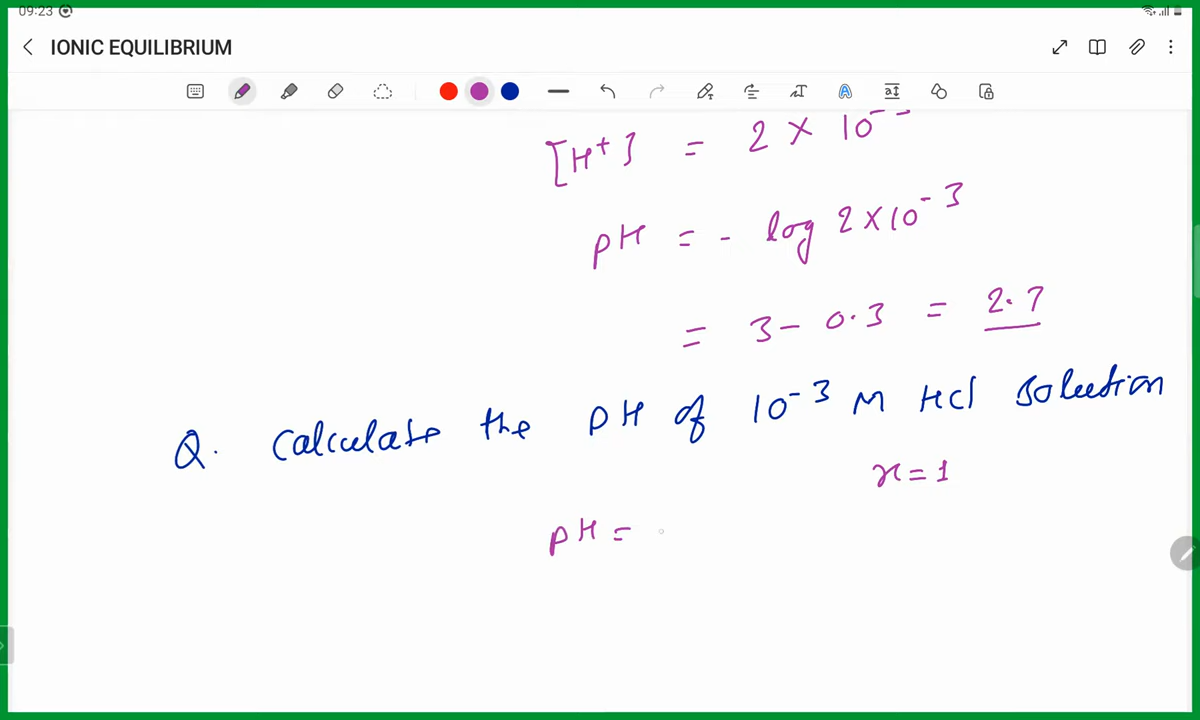 09:23
IONIC EQUILIBRIUM
[H+] = 2 × 10
pH = - log 2×10⁻³
= 3 - 0.3 = 2.7
Q. Calculate the pH of 10⁻³ M HCl Solution
x = 1
pH =